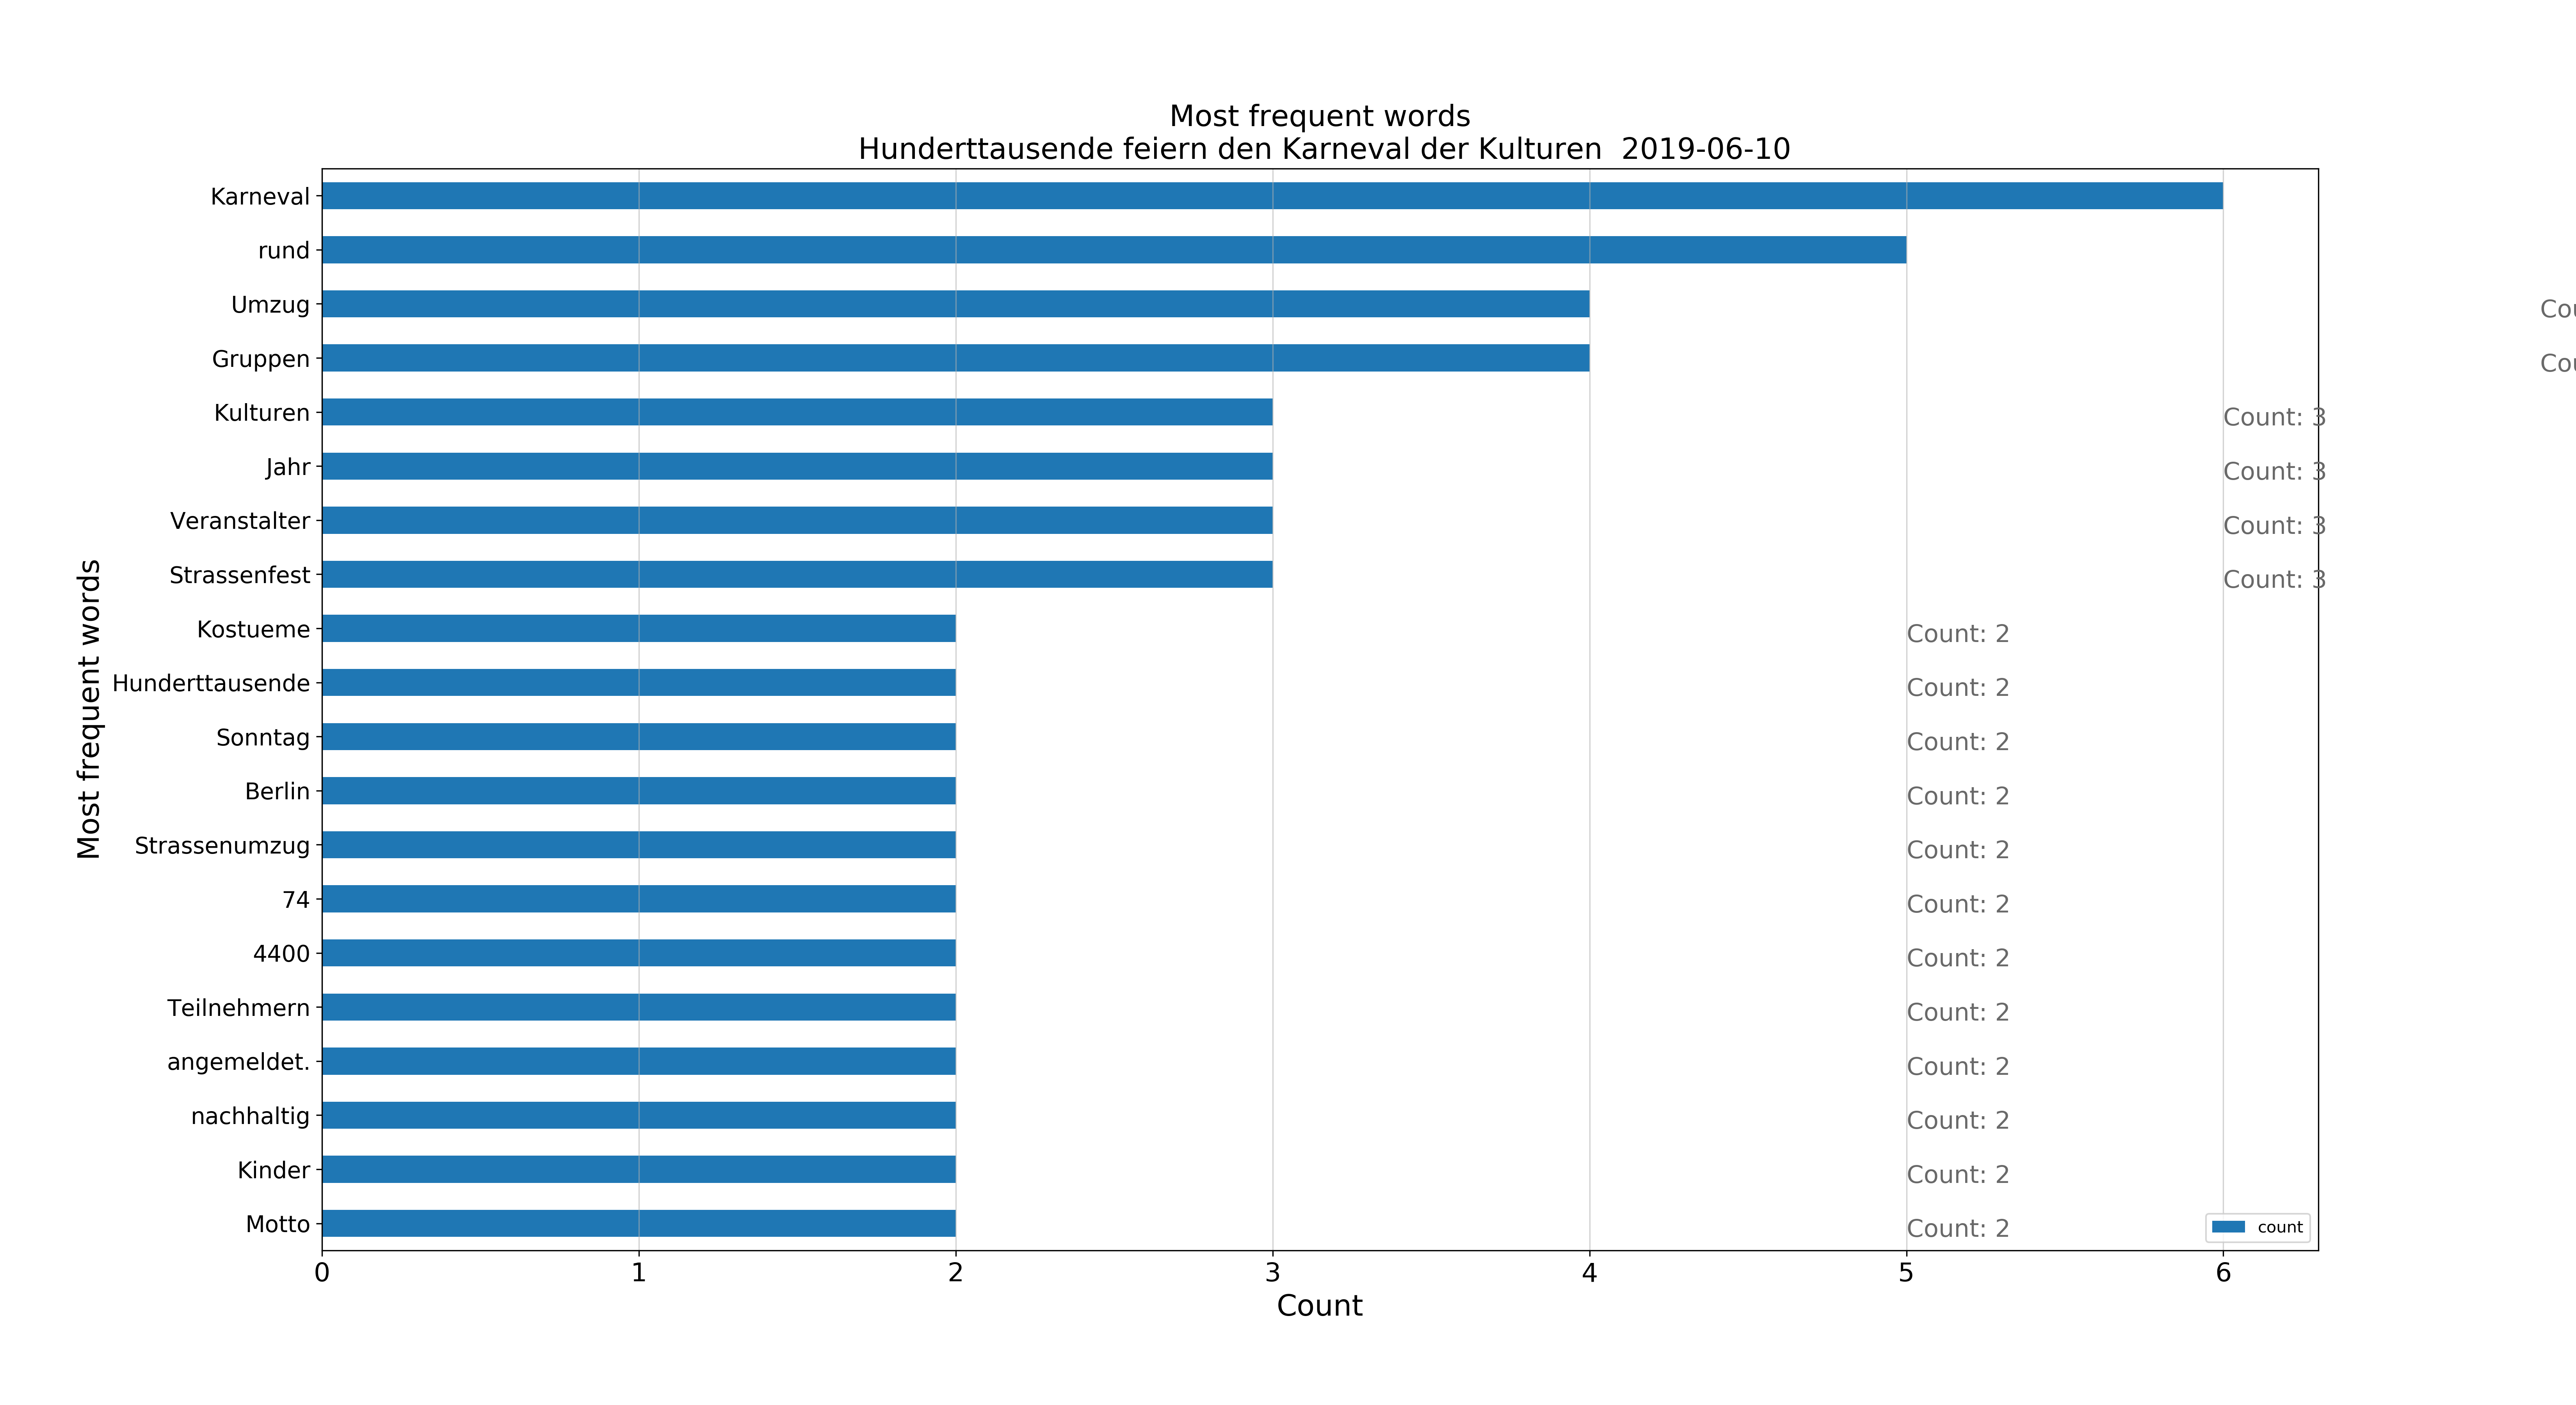 Most frequent words
Hunderttausende feiern den Karneval der Kulturen  2019-06-10
Most frequent words
Karneval
rund
Umzug Cou
Gruppen Cou
Kulturen Count: 3
Jahr Count: 3
Veranstalter Count: 3
Strassenfest Count: 3
Kostueme Count: 2
Hunderttausende Count: 2
Sonntag Count: 2
Berlin Count: 2
Strassenumzug Count: 2
74 Count: 2
4400 Count: 2
Teilnehmern Count: 2
angemeldet. Count: 2
nachhaltig Count: 2
Kinder Count: 2
Motto Count: 2
count
0 1 2 3 4 5 6
Count